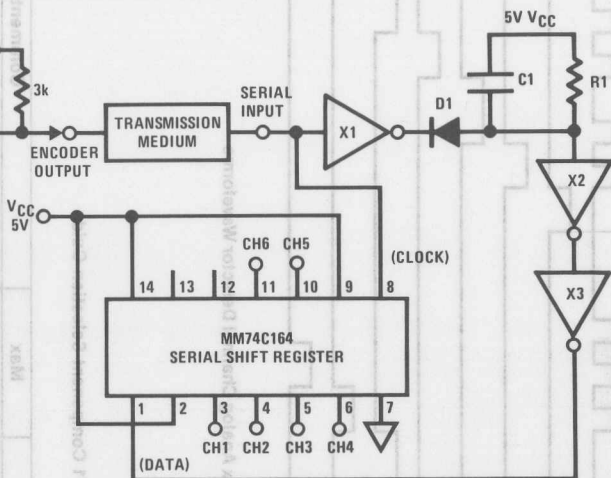 5V VCC
3k
C1
R1
SERIAL
INPUT
D1
TRANSMISSION
MEDIUM
X1
ENCODER
OUTPUT
X2
VCC
5V
CH6
CH5
(CLOCK)
14
13
12
11
10
9
8
X3
MM74C164
SERIAL SHIFT REGISTER
1
2
3
4
5
6
7
CH1
CH2
CH3
CH4
(DATA)